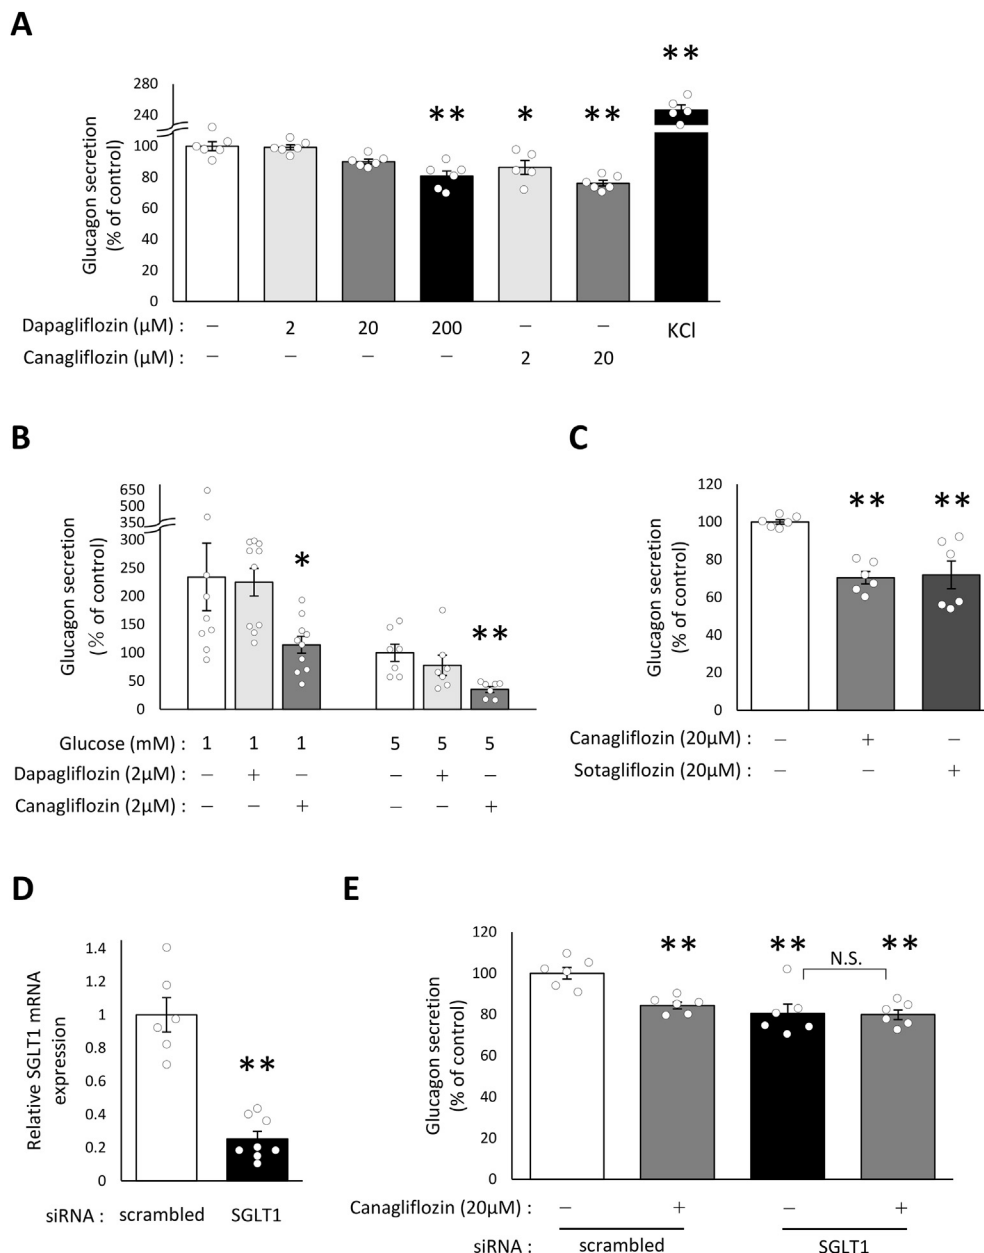 A
**
280
240
** * **
100
80
60
40
20
0
Glucagon secretion
(% of control)
Dapagliflozin (μM) : – 2 20 200 – – KCl
Canagliflozin (μM) : – – – – 2 20
B
650
500
350
300
250
200
150
100
50
0
Glucagon secretion
(% of control)
*
**
Glucose (mM) : 1 1 1 5 5 5
Dapagliflozin (2μM) : – + – – + –
Canagliflozin (2μM) : – – + – – +
C
120
100
80
60
40
20
0
Glucagon secretion
(% of control)
** **
Canagliflozin (20μM) : – + –
Sotagliflozin (20μM) : – – +
D
1.4
1.2
1
0.8
0.6
0.4
0.2
0
Relative SGLT1 mRNA
expression
**
siRNA : scrambled SGLT1
E
120
100
80
60
40
20
0
Glucagon secretion
(% of control)
** ** **
N.S.
Canagliflozin (20μM) : – + – +
siRNA : scrambled SGLT1